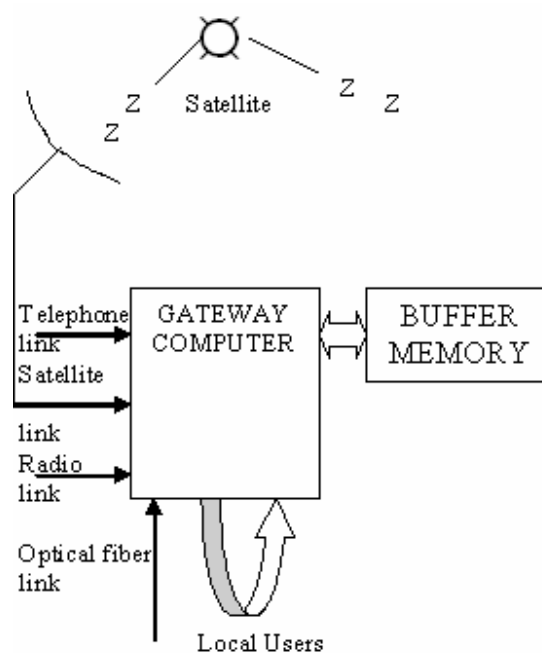 Z
Z
Satellite
Z
Z
Telephone
link
Satellite
link
Radio
link
Optical fiber
link
GATEWAY
COMPUTER
BUFFER
MEMORY
Local Users